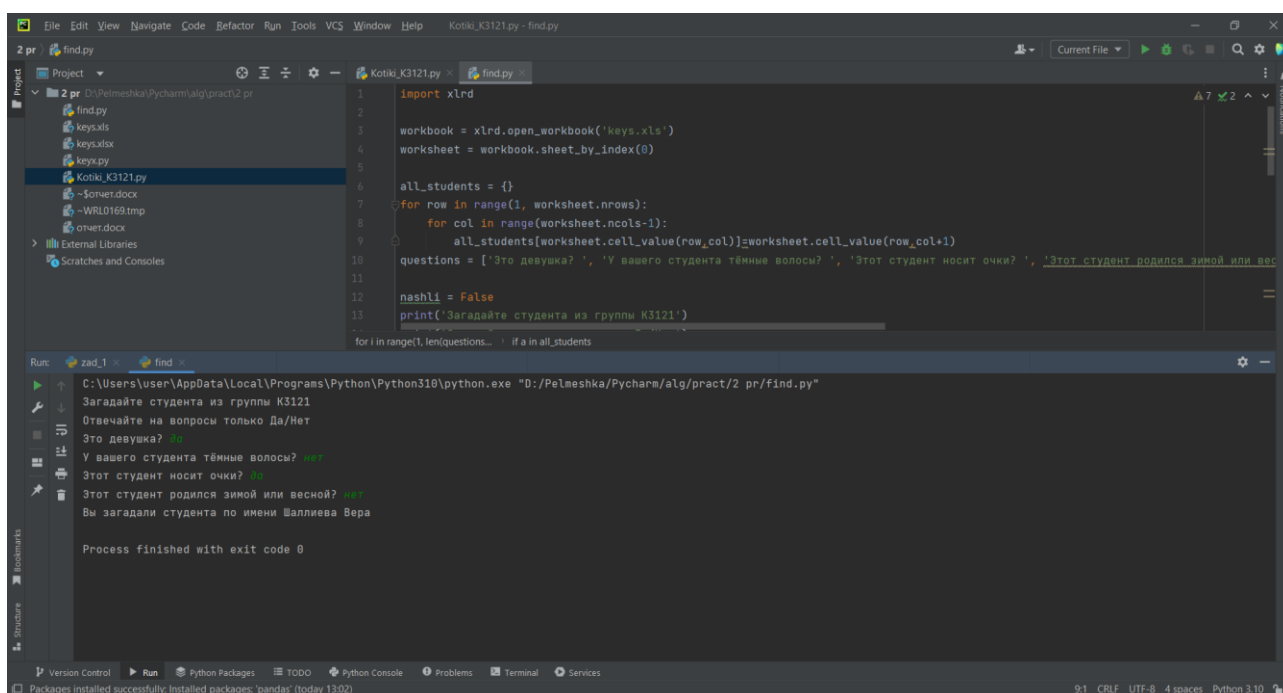 File Edit View Navigate Code Refactor Run Tools VCS Window Help Kotiki_K3121.py - find.py
2 pr find.py Current File
Project Kotiki_K3121.py find.py
2 pr D:\Pelmeshka\Pycharm\alg\pract\2 pr
find.py
keys.xls
keys.xlsx
keyx.py
Kotiki_K3121.py
~$отчет.docx
~WRL0169.tmp
отчет.docx
External Libraries
Scratches and Consoles
7 2
1 import xlrd
2
3 workbook = xlrd.open_workbook('keys.xls')
4 worksheet = workbook.sheet_by_index(0)
5
6 all_students = {}
7 for row in range(1, worksheet.nrows):
8 for col in range(worksheet.ncols-1):
9 all_students[worksheet.cell_value(row,col)]=worksheet.cell_value(row,col+1)
10 questions = ['Это девушка? ', 'У вашего студента тёмные волосы? ', 'Этот студент носит очки? ', 'Этот студент родился зимой или вес
11
12 nashli = False
13 print('Загадайте студента из группы К3121')
for i in range(1, len(questions... if a in all_students
Run: zad_1 find
C:\Users\user\AppData\Local\Programs\Python\Python310\python.exe "D:/Pelmeshka/Pycharm/alg/pract/2 pr/find.py"
Загадайте студента из группы К3121
Отвечайте на вопросы только Да/Нет
Это девушка? да
У вашего студента тёмные волосы? нет
Этот студент носит очки? да
Этот студент родился зимой или весной? нет
Вы загадали студента по имени Шаллиева Вера
Process finished with exit code 0
Project
Bookmarks
Structure
Version Control Run Python Packages TODO Python Console Problems Terminal Services
Packages installed successfully: Installed packages: 'pandas' (today 13:02) 9:1 CRLF UTF-8 4 spaces Python 3.10